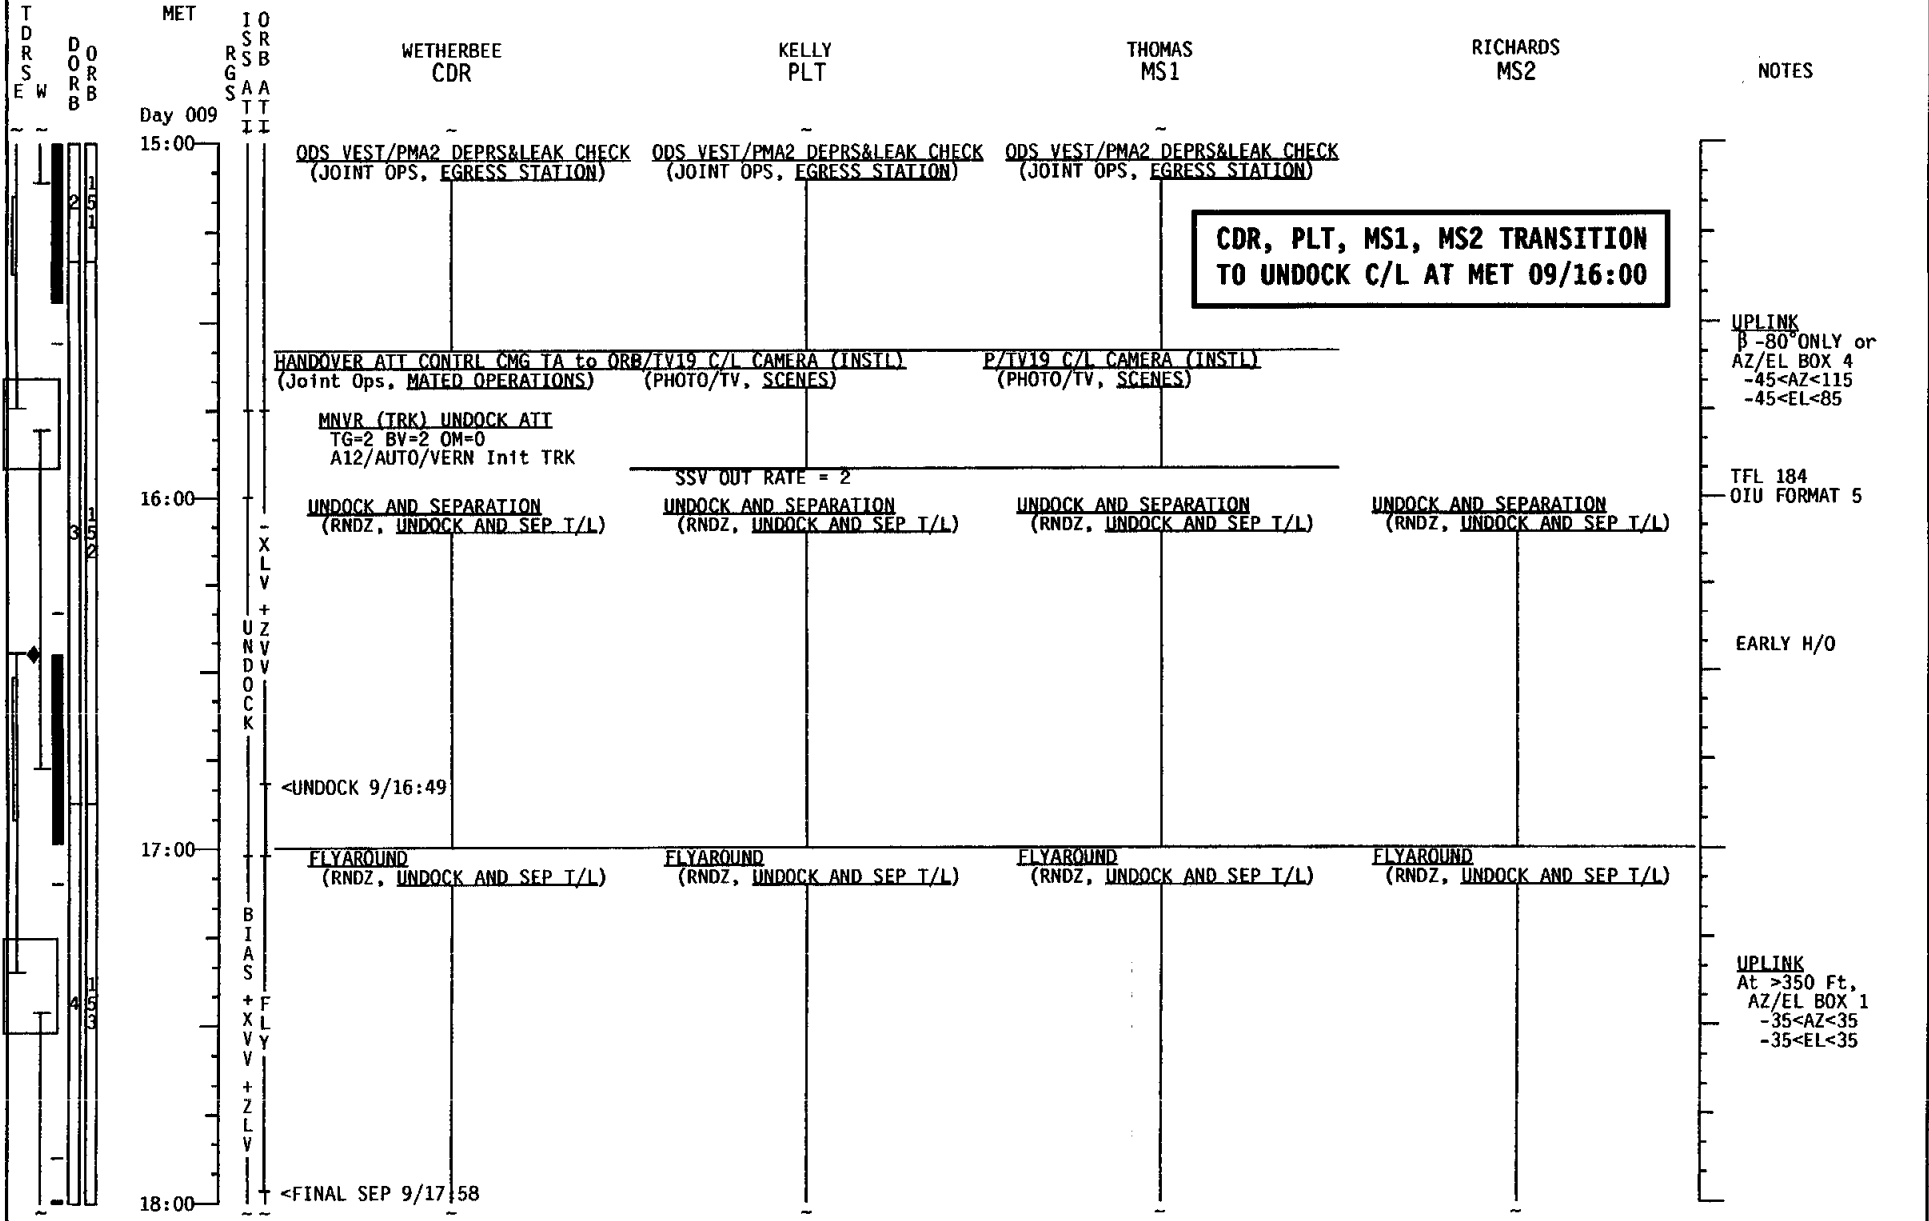 TDRS
E W
DORB
ORB
MET
RGS
ISS ATT
ORB ATT
WETHERBEE
CDR
KELLY
PLT
THOMAS
MS1
RICHARDS
MS2
NOTES
Day 009
15:00
ODS VEST/PMA2 DEPRS&LEAK CHECK
(JOINT OPS, EGRESS STATION)
ODS VEST/PMA2 DEPRS&LEAK CHECK
(JOINT OPS, EGRESS STATION)
ODS VEST/PMA2 DEPRS&LEAK CHECK
(JOINT OPS, EGRESS STATION)
2
151
CDR, PLT, MS1, MS2 TRANSITION
TO UNDOCK C/L AT MET 09/16:00
UPLINK
β -80°ONLY or
AZ/EL BOX 4
-45<AZ<115
-45<EL<85
HANDOVER ATT CONTRL CMG TA to ORB/TV19 C/L CAMERA (INSTL)
(Joint Ops, MATED OPERATIONS)
(PHOTO/TV, SCENES)
P/TV19 C/L CAMERA (INSTL)
(PHOTO/TV, SCENES)
MNVR (TRK) UNDOCK ATT
TG=2 BV=2 OM=0
A12/AUTO/VERN Init TRK
SSV OUT RATE = 2
TFL 184
OIU FORMAT 5
16:00
UNDOCK AND SEPARATION
(RNDZ, UNDOCK AND SEP T/L)
UNDOCK AND SEPARATION
(RNDZ, UNDOCK AND SEP T/L)
UNDOCK AND SEPARATION
(RNDZ, UNDOCK AND SEP T/L)
UNDOCK AND SEPARATION
(RNDZ, UNDOCK AND SEP T/L)
3
152
-XLV +ZVV
UNDOCK
EARLY H/O
<UNDOCK 9/16:49
17:00
FLYAROUND
(RNDZ, UNDOCK AND SEP T/L)
FLYAROUND
(RNDZ, UNDOCK AND SEP T/L)
FLYAROUND
(RNDZ, UNDOCK AND SEP T/L)
FLYAROUND
(RNDZ, UNDOCK AND SEP T/L)
4
153
BIAS +XVV +ZLV
FLY
UPLINK
At >350 Ft,
AZ/EL BOX 1
-35<AZ<35
-35<EL<35
<FINAL SEP 9/17:58
18:00